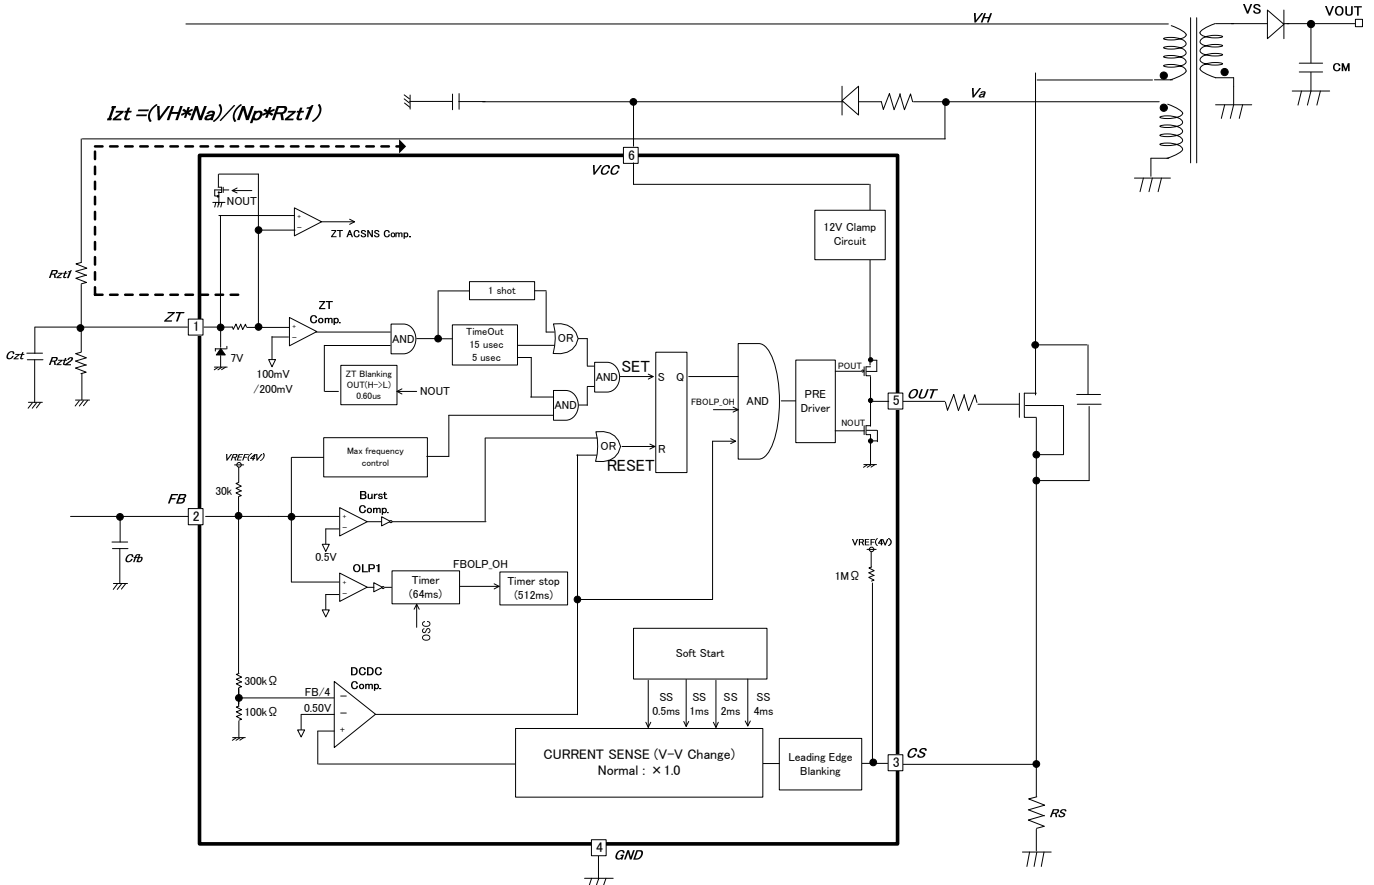 VH
VS
VOUT
CM
Va
Izt =(VH*Na)/(Np*Rzt1)
6
VCC
NOUT
+
−
ZT ACSNS Comp.
12V Clamp
Circuit
Rzt1
ZT
1
Czt
Rzt2
7V
ZT
Comp.
+
−
100mV
/200mV
1 shot
AND
TimeOut
15 usec
5 usec
OR
ZT Blanking
OUT(H->L)
0.60us
NOUT
AND
SET
AND
S
Q
R
FBOLP_OH
AND
PRE
Driver
POUT
NOUT
5
OUT
Max frequency
control
OR
RESET
VREF(4V)
30k
FB
2
Cfb
Burst
Comp.
+
−
0.5V
OLP1
+
−
Timer
(64ms)
FBOLP_OH
Timer stop
(512ms)
OSC
VREF(4V)
1MΩ
Soft Start
SS
0.5ms
SS
1ms
SS
2ms
SS
4ms
300kΩ
100kΩ
DCDC
Comp.
FB/4
0.50V
−
−
+
CURRENT SENSE (V-V Change)
Normal : ×1.0
Leading Edge
Blanking
3
CS
RS
4
GND